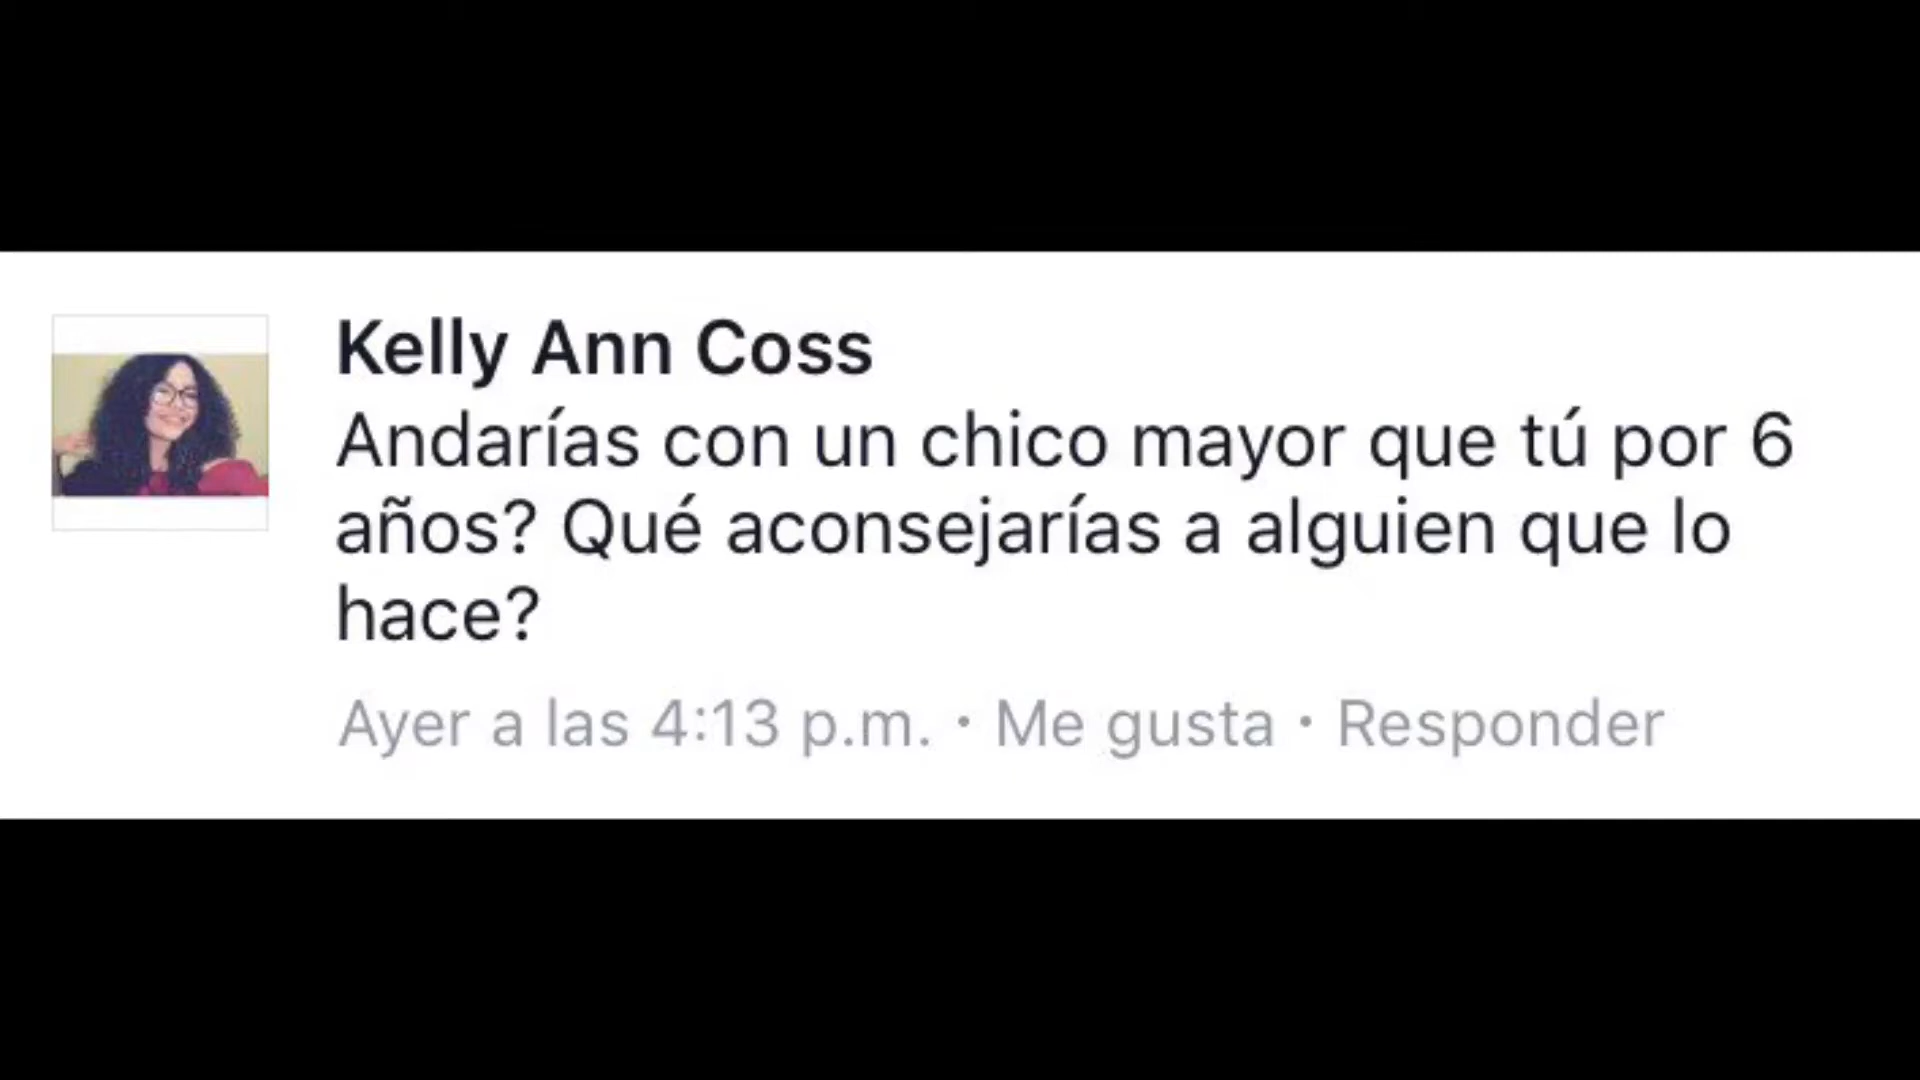 Kelly Ann Coss
Andarías con un chico mayor que tú por 6
años? Qué aconsejarías a alguien que lo
hace?
Ayer a las 4:13 p.m. · Me gusta · Responder